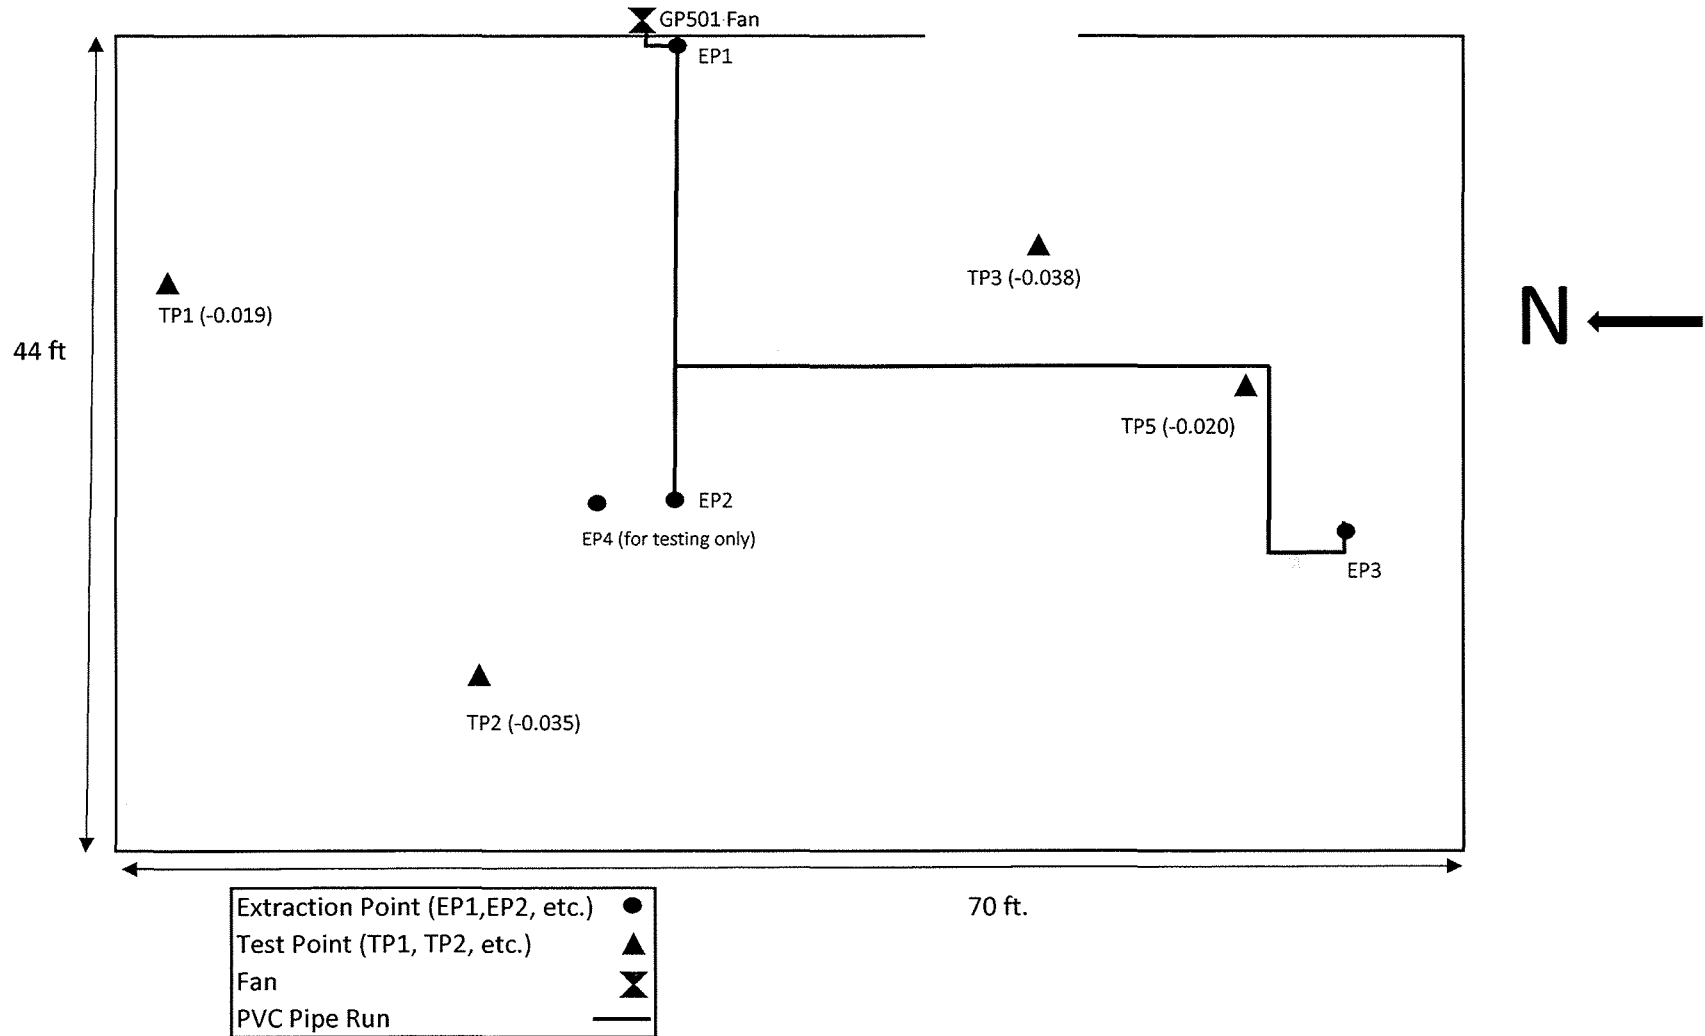 GP501 Fan
EP1
TP3 (-0.038)
TP1 (-0.019)
N
44 ft
TP5 (-0.020)
EP2
EP4 (for testing only)
EP3
TP2 (-0.035)
70 ft.
Extraction Point (EP1,EP2, etc.)
Test Point (TP1, TP2, etc.)
Fan
PVC Pipe Run